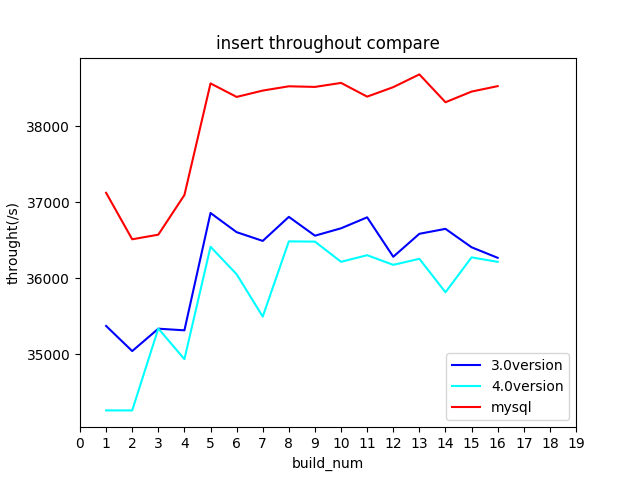 insert throughout compare
throught(/s)
38000
37000
36000
35000
3.0version
4.0version
mysql
0 1 2 3 4 5 6 7 8 9 10 11 12 13 14 15 16 17 18 19
build_num